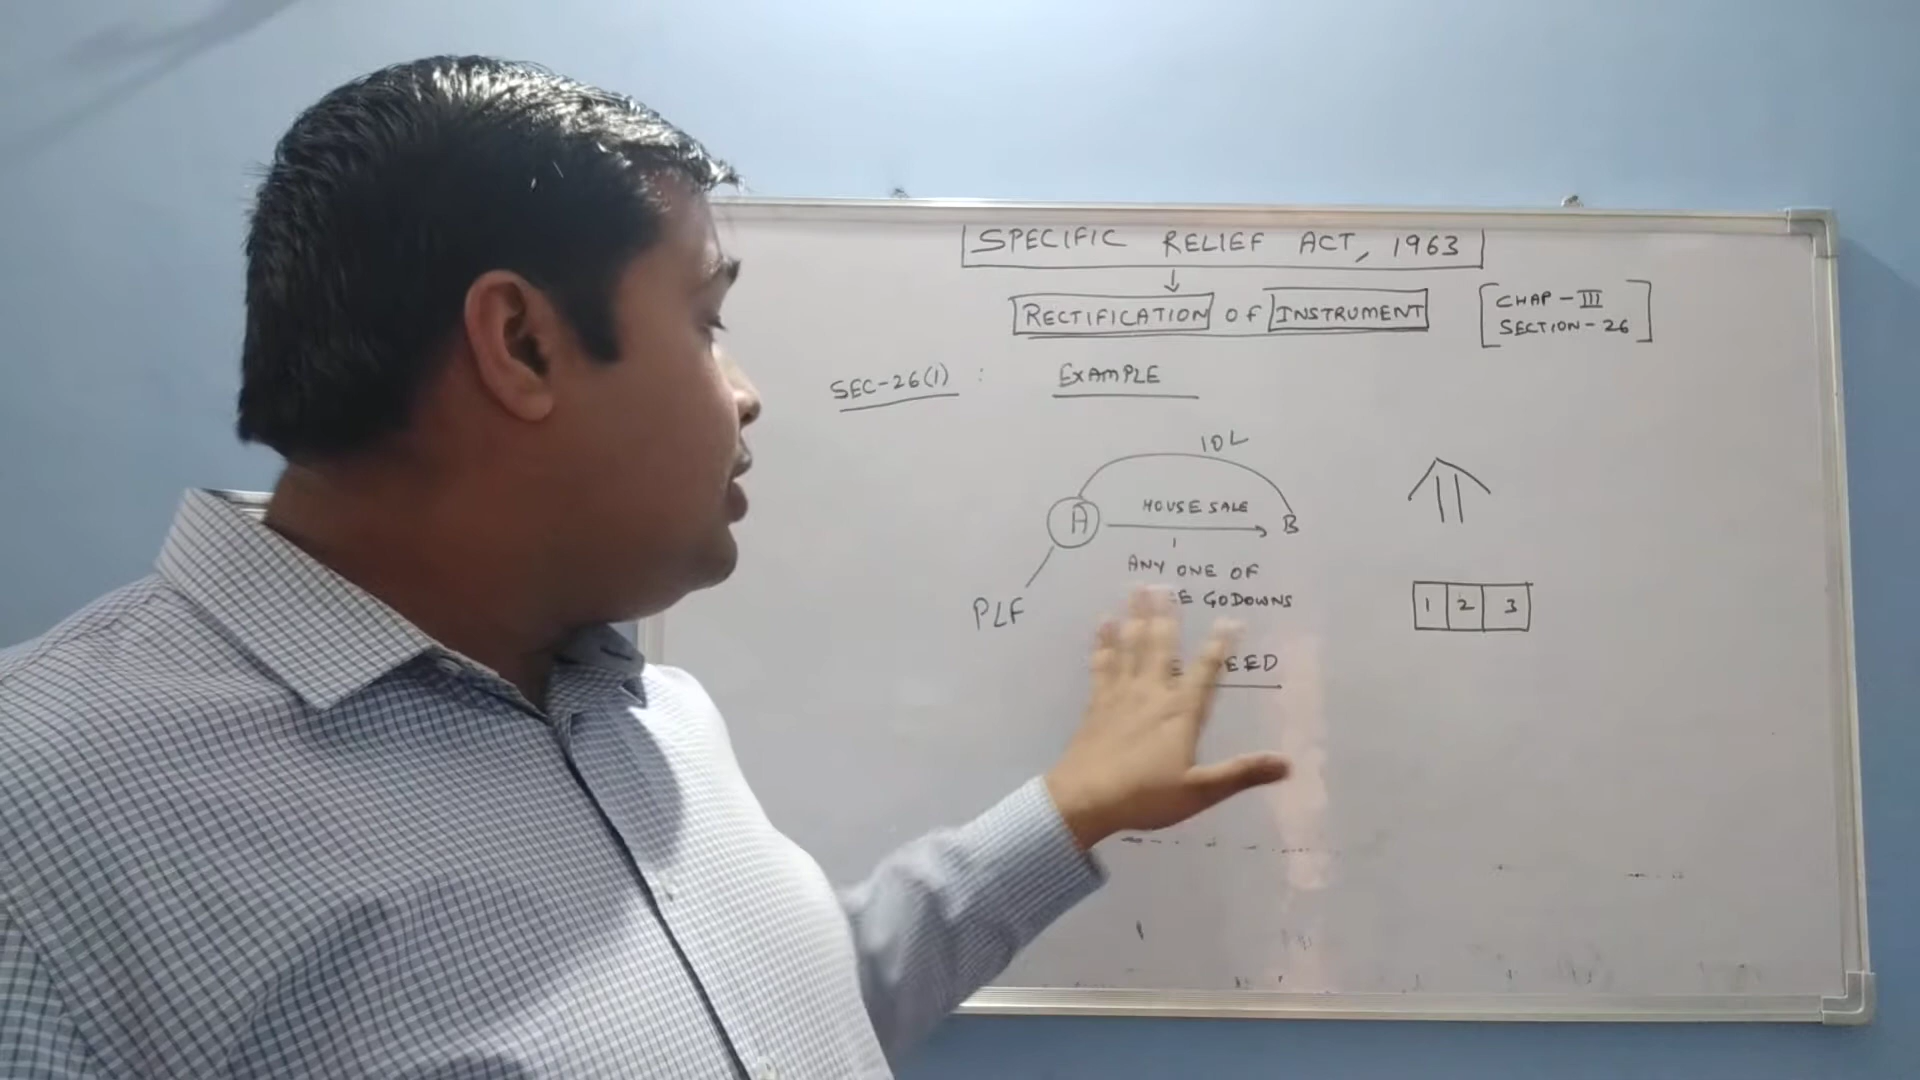 SPECIFIC RELIEF ACT, 1963
RECTIFICATION OF INSTRUMENT
CHAP-III
SECTION-26
SEC-26(1) : EXAMPLE
10L
A
HOUSE SALE
B
ANY ONE OF
GODOWNS
PLF
1 2 3